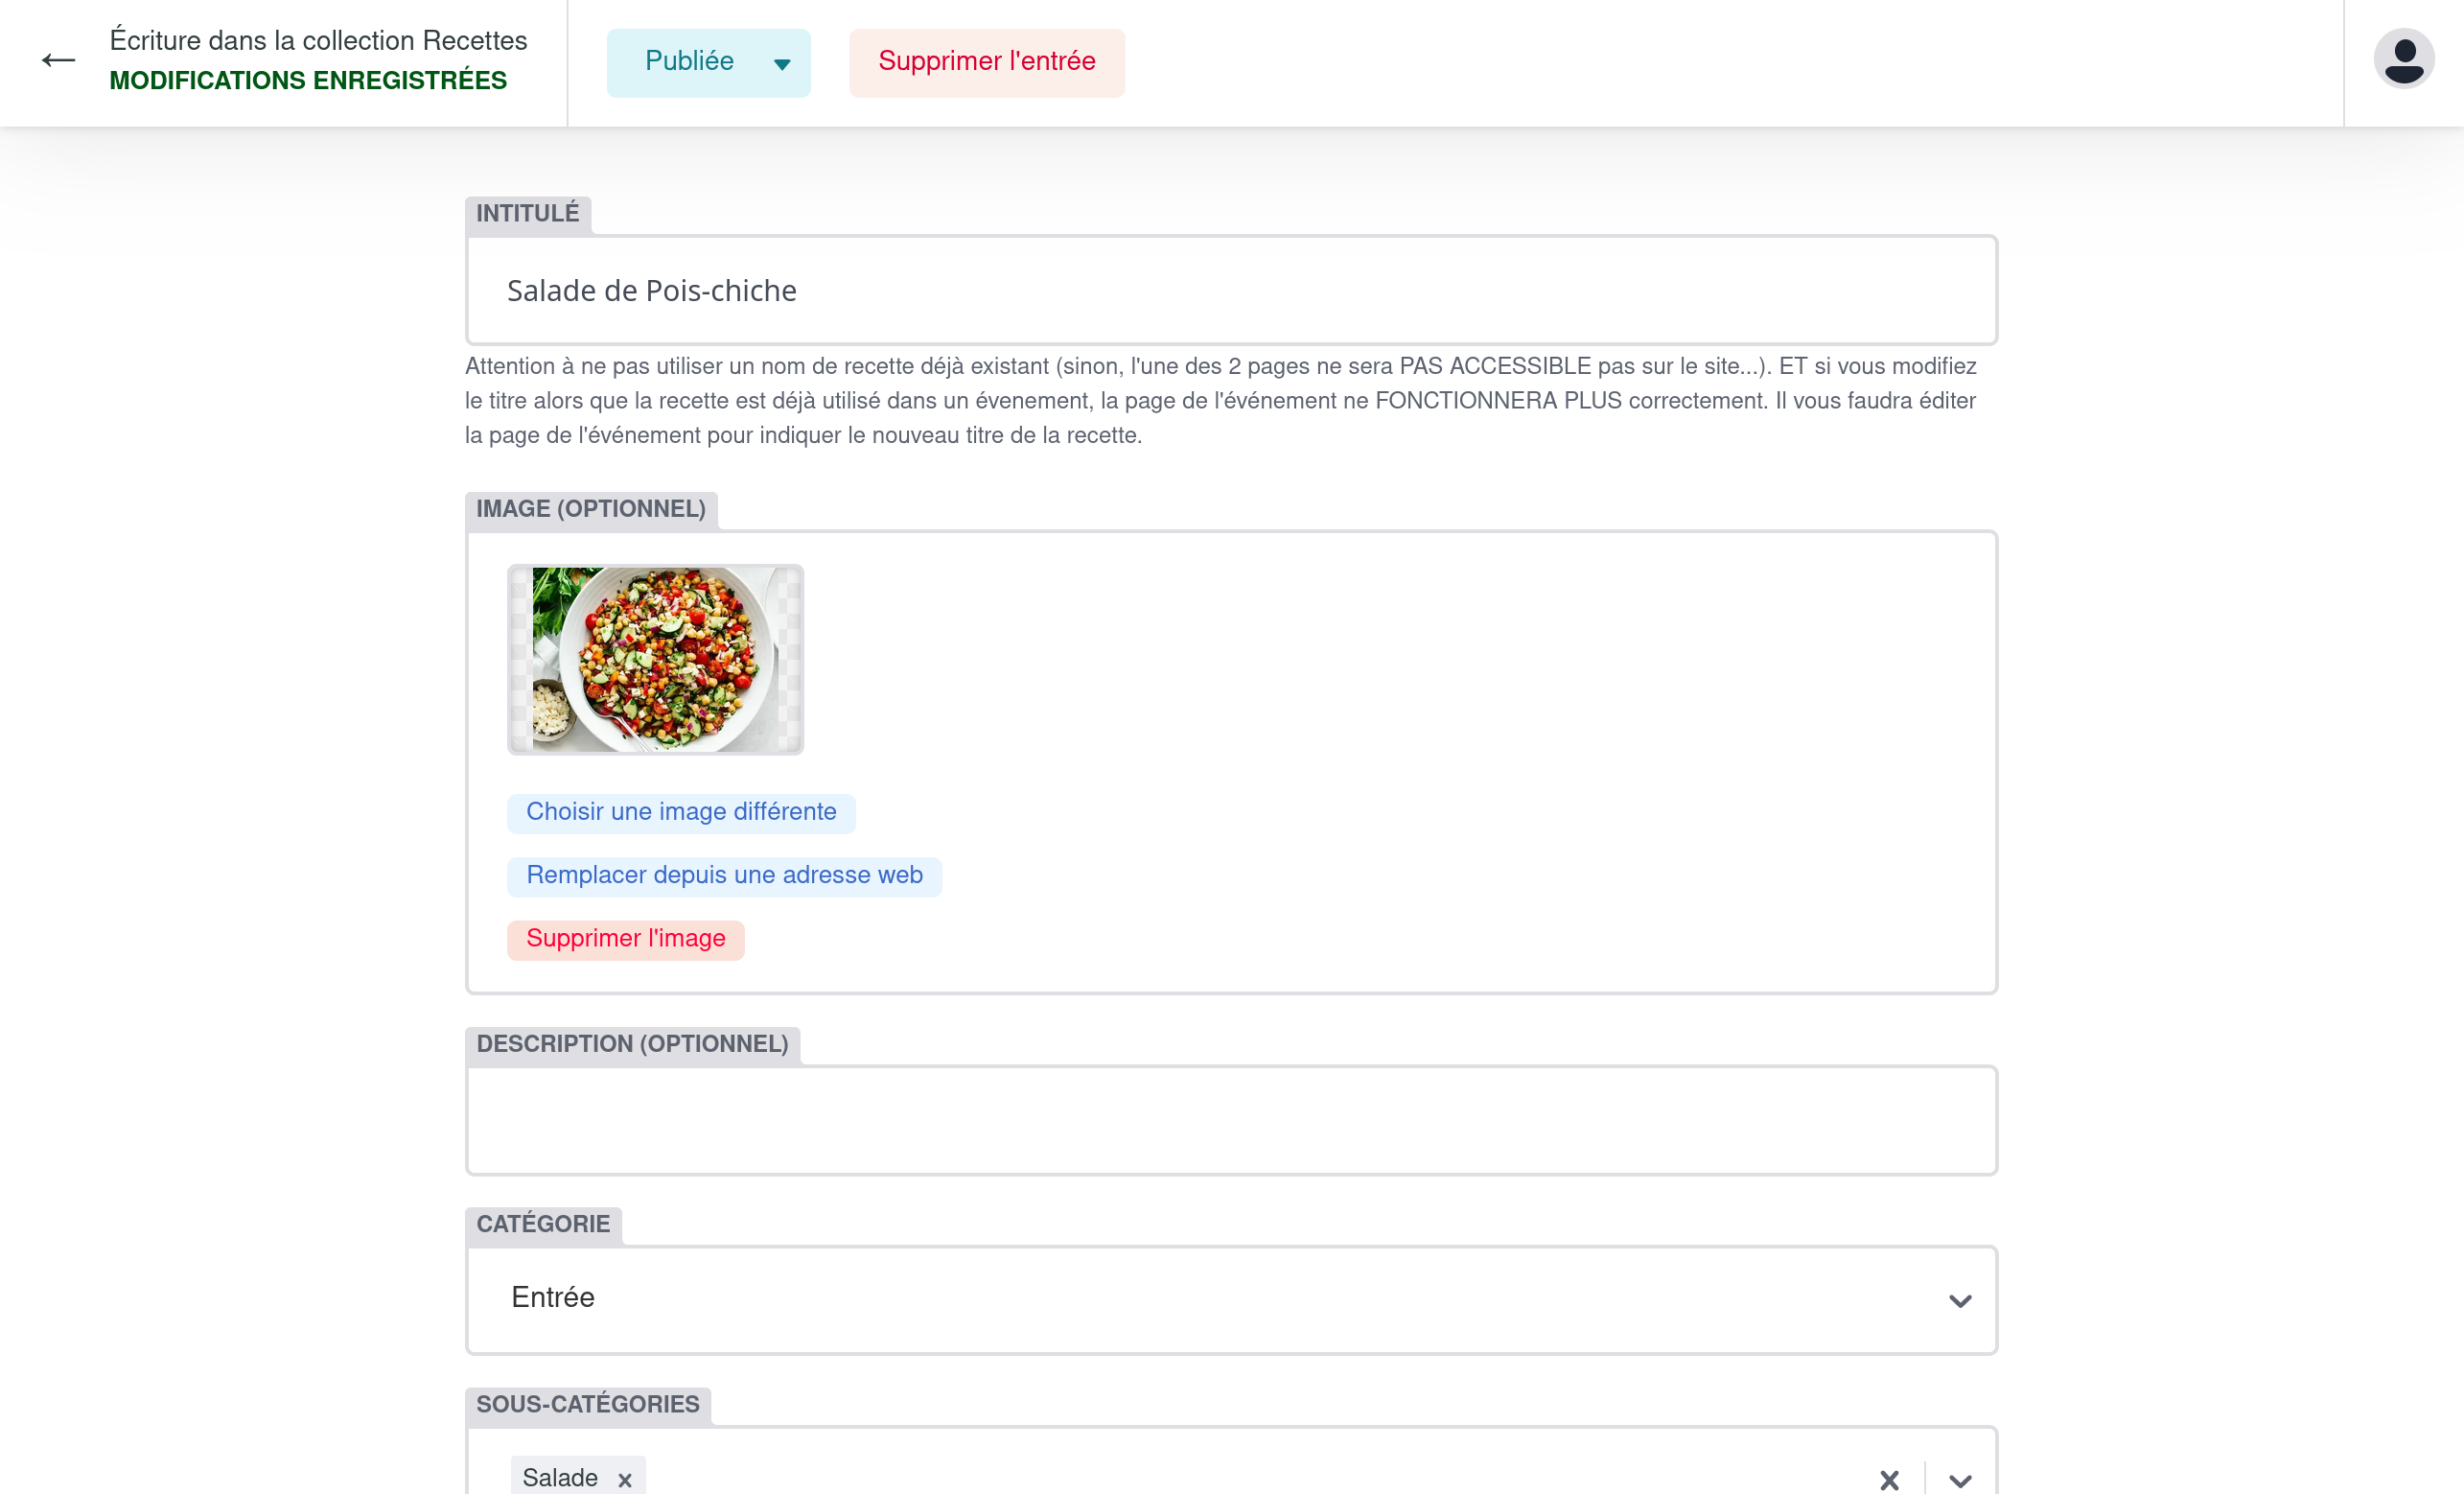 Écriture dans la collection Recettes
MODIFICATIONS ENREGISTRÉES
Publiée
Supprimer l'entrée
INTITULÉ
Salade de Pois-chiche
Attention à ne pas utiliser un nom de recette déjà existant (sinon, l'une des 2 pages ne sera PAS ACCESSIBLE pas sur le site...). ET si vous modifiez
le titre alors que la recette est déjà utilisé dans un évenement, la page de l'événement ne FONCTIONNERA PLUS correctement. Il vous faudra éditer
la page de l'événement pour indiquer le nouveau titre de la recette.
IMAGE (OPTIONNEL)
Choisir une image différente
Remplacer depuis une adresse web
Supprimer l'image
DESCRIPTION (OPTIONNEL)
CATÉGORIE
Entrée
SOUS-CATÉGORIES
Salade